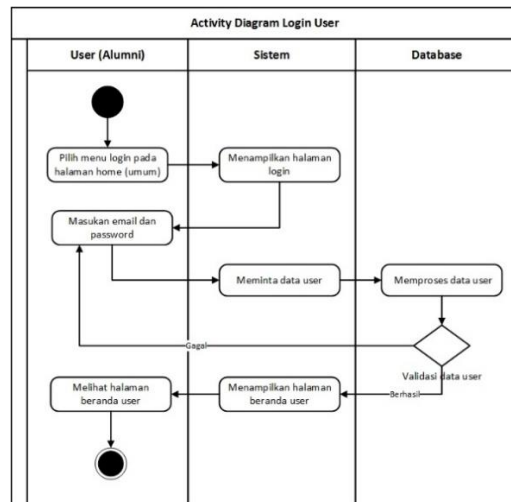 Activity Diagram Login User
User (Alumni)
Sistem
Database
Pilih menu login pada
halaman home (umum)
Menampilkan halaman
login
Masukan email dan
password
Meminta data user
Memproses data user
Gagal
Validasi data user
Berhasil
Menampilkan halaman
beranda user
Melihat halaman
beranda user